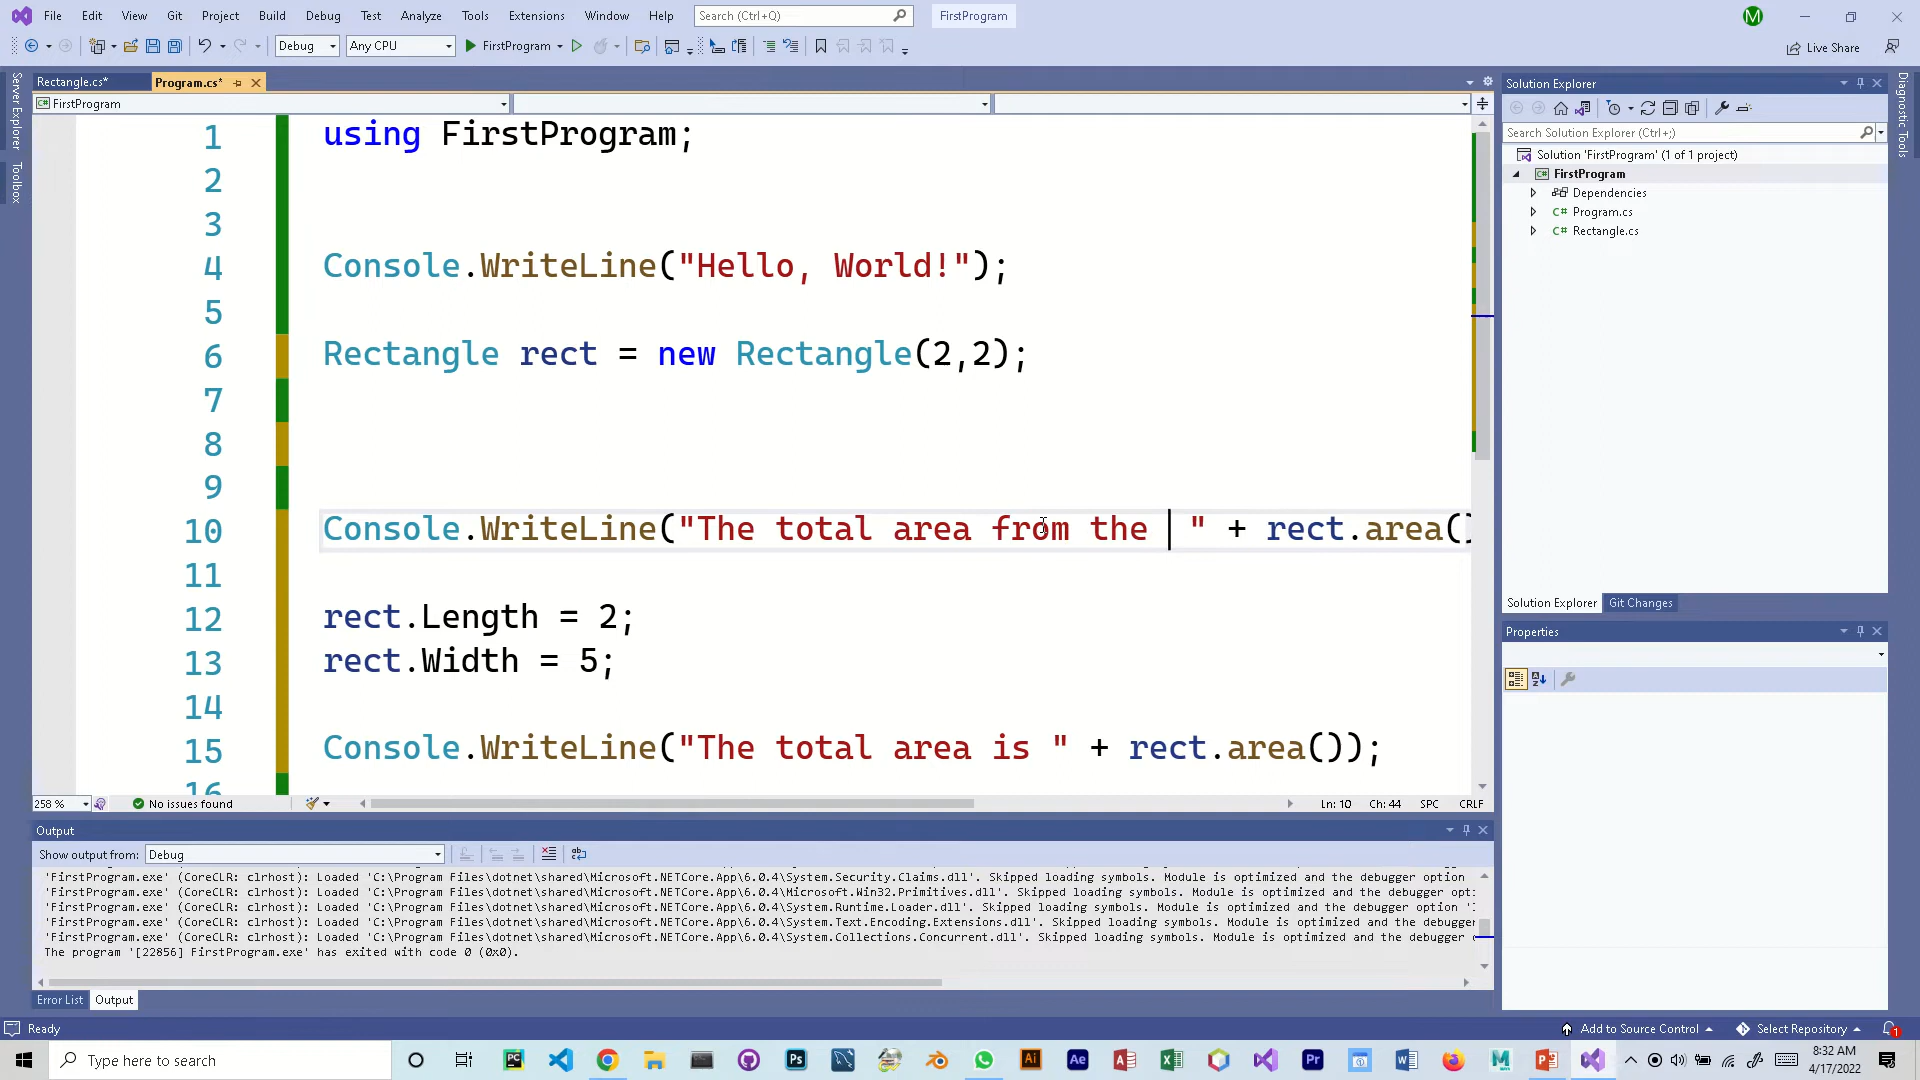 File Edit View Git Project Build Debug Test Analyze Tools Extensions Window Help Search (Ctrl+Q) FirstProgram M
Debug Any CPU FirstProgram Live Share
Server Explorer
Toolbox
Rectangle.cs* Program.cs*
FirstProgram
1 using FirstProgram;
2
3
4 Console.WriteLine("Hello, World!");
5
6 Rectangle rect = new Rectangle(2,2);
7
8
9
10 Console.WriteLine("The total area from the  " + rect.area()
11
12 rect.Length = 2;
13 rect.Width = 5;
14
15 Console.WriteLine("The total area is " + rect.area());
16
258 % No issues found Ln: 10 Ch: 44 SPC CRLF
Output
Show output from: Debug
'FirstProgram.exe' (CoreCLR: clrhost): Loaded 'C:\Program Files\dotnet\shared\Microsoft.NETCore.App\6.0.4\System.Security.Claims.dll'. Skipped loading symbols. Module is optimized and the debugger option
'FirstProgram.exe' (CoreCLR: clrhost): Loaded 'C:\Program Files\dotnet\shared\Microsoft.NETCore.App\6.0.4\Microsoft.Win32.Primitives.dll'. Skipped loading symbols. Module is optimized and the debugger opti
'FirstProgram.exe' (CoreCLR: clrhost): Loaded 'C:\Program Files\dotnet\shared\Microsoft.NETCore.App\6.0.4\System.Runtime.Loader.dll'. Skipped loading symbols. Module is optimized and the debugger option '
'FirstProgram.exe' (CoreCLR: clrhost): Loaded 'C:\Program Files\dotnet\shared\Microsoft.NETCore.App\6.0.4\System.Text.Encoding.Extensions.dll'. Skipped loading symbols. Module is optimized and the debugger
'FirstProgram.exe' (CoreCLR: clrhost): Loaded 'C:\Program Files\dotnet\shared\Microsoft.NETCore.App\6.0.4\System.Collections.Concurrent.dll'. Skipped loading symbols. Module is optimized and the debugger
The program '[22856] FirstProgram.exe' has exited with code 0 (0x0).
Error List Output
Solution Explorer
Search Solution Explorer (Ctrl+;)
Solution 'FirstProgram' (1 of 1 project)
FirstProgram
Dependencies
C# Program.cs
C# Rectangle.cs
Solution Explorer Git Changes
Properties
Diagnostic Tools
Ready Add to Source Control Select Repository 1
Type here to search
8:32 AM
4/17/2022